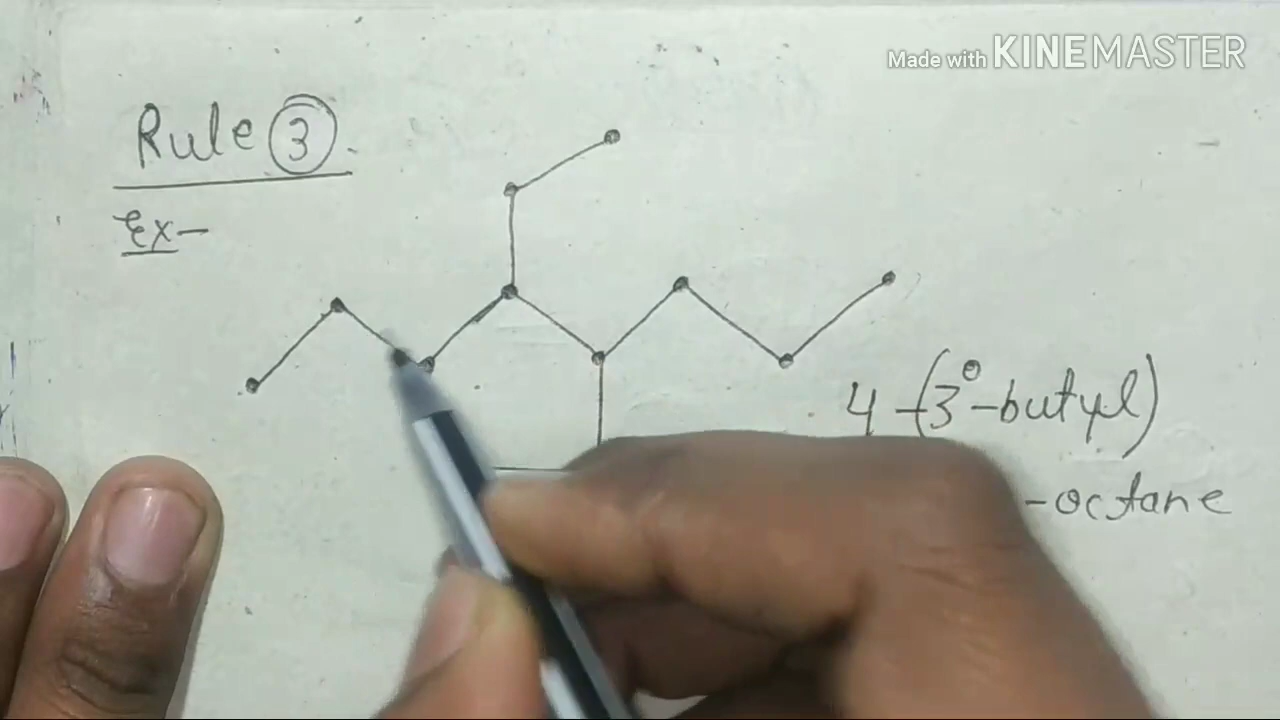 Made with KINEMASTER
Rule 3.
Ex-
4-(3°-butyl)
-octane